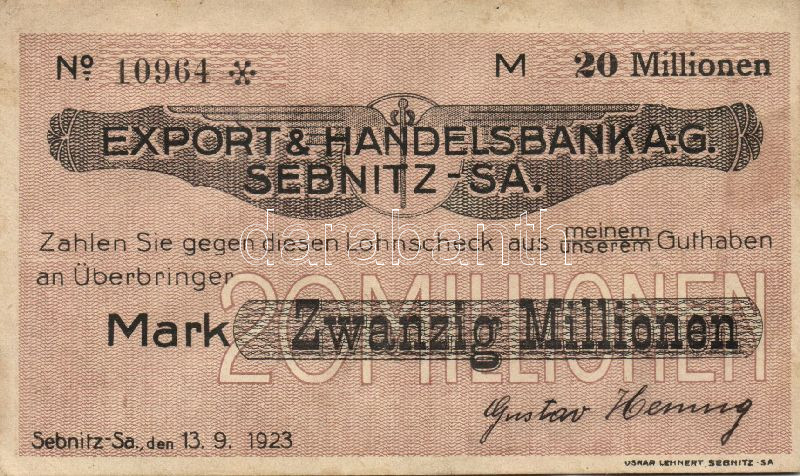 Nº 10964 * M 20 Millionen
EXPORT & HANDELSBANK A.-G.
SEBNITZ-SA.
darabanth
Zahlen Sie gegen diesen Lohnscheck aus meinem
unserem Guthaben
an Überbringer
20 MILLIONEN
Mark Zwanzig Millionen
Gustav Hennig
Sebnitz-Sa., den 13. 9. 1923
OSKAR LEHNERT, SEBNITZ-SA